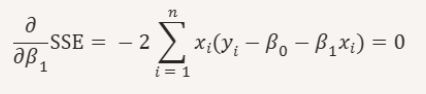 ∂/∂β₁ SSE = −2 ∑ᵢ₌₁ⁿ xᵢ(yᵢ − β₀ − β₁xᵢ) = 0